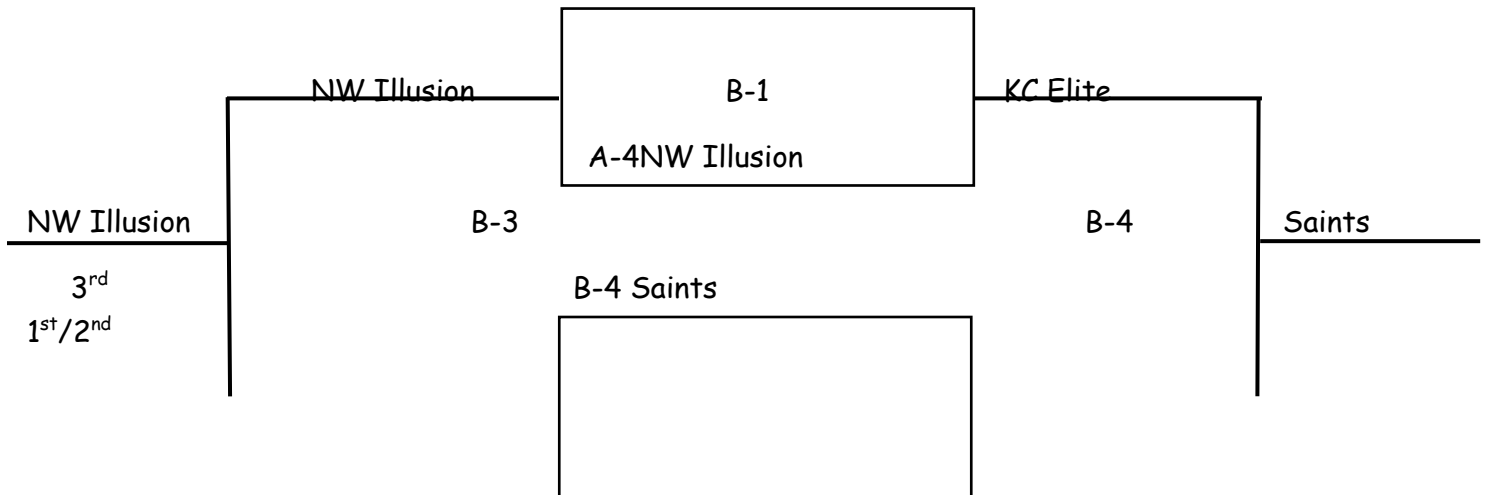 NW Illusion B-1 KC Elite
A-4NW Illusion
NW Illusion B-3 B-4 Saints
3rd B-4 Saints
1st/2nd